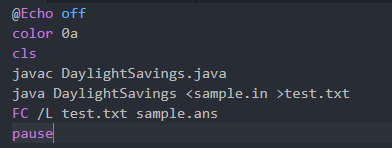 @Echo off
color 0a
cls
javac DaylightSavings.java
java DaylightSavings <sample.in >test.txt
FC /L test.txt sample.ans
pause